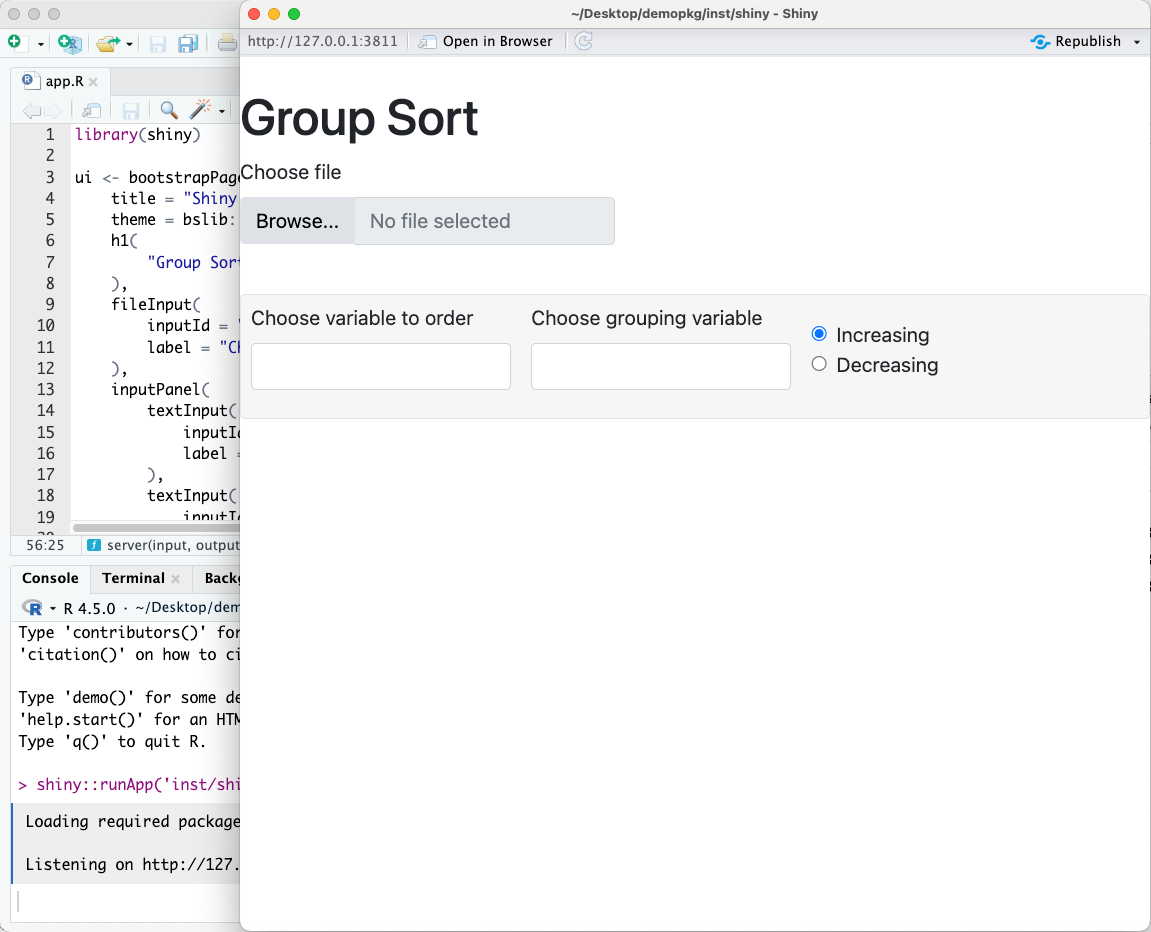 ~/Desktop/demopkg/inst/shiny - Shiny
http://127.0.0.1:3811
Open in Browser
Republish
Group Sort
Choose file
Browse...
No file selected
Choose variable to order
Choose grouping variable
Increasing
Decreasing
app.R
1 library(shiny)
2
3 ui <- bootstrapPage
4 title = "Shiny
5 theme = bslib:
6 h1(
7 "Group Sort
8 ),
9 fileInput(
10 inputId = "
11 label = "Ch
12 ),
13 inputPanel(
14 textInput(
15 inputId
16 label =
17 ),
18 textInput(
19 inputId
56:25
server(input, output
Console
Terminal
R 4.5.0 · ~/Desktop/dem
Type 'contributors()' for
'citation()' on how to ci
Type 'demo()' for some de
'help.start()' for an HTM
Type 'q()' to quit R.
> shiny::runApp('inst/shi
Loading required package
Listening on http://127.